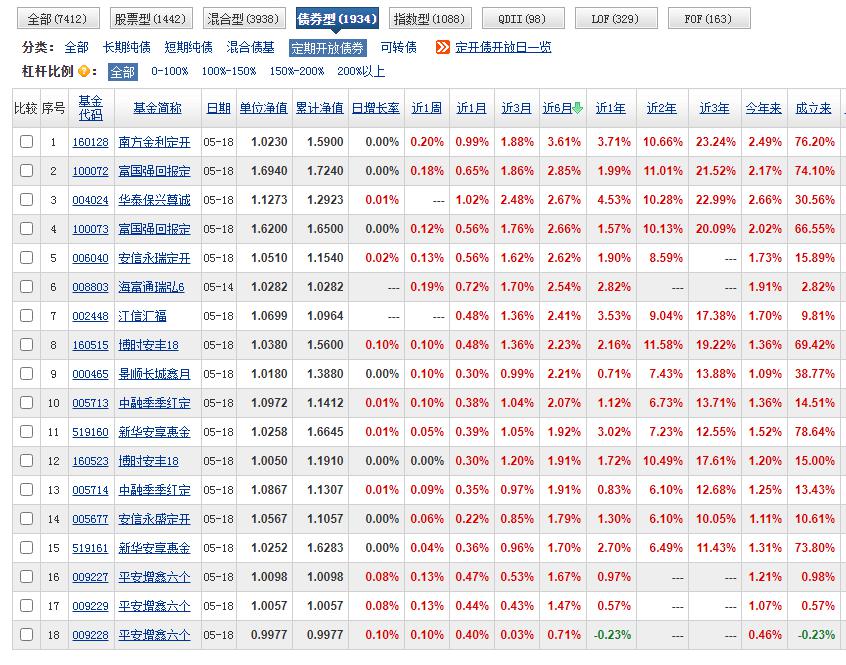 全部(7412) 股票型(1442) 混合型(3938) 债券型(1934) 指数型(1088) QDII(98) LOF(329) FOF(163)
分类： 全部 长期纯债 短期纯债 混合债基 定期开放债券 可转债 定开债开放日一览
杠杆比例 ?： 全部 0-100% 100%-150% 150%-200% 200%以上
比较 序号 基金代码 基金简称 日期 单位净值 累计净值 日增长率 近1周 近1月 近3月 近6月 近1年 近2年 近3年 今年来 成立来
1 160128 南方金利定开 05-18 1.0230 1.5900 0.00% 0.20% 0.99% 1.88% 3.61% 3.71% 10.66% 23.24% 2.49% 76.20%
2 100072 富国强回报定 05-18 1.6940 1.7240 0.00% 0.18% 0.65% 1.86% 2.85% 1.99% 11.01% 21.52% 2.17% 74.10%
3 004024 华泰保兴尊诚 05-18 1.1273 1.2923 0.01% --- 1.02% 2.48% 2.67% 4.53% 10.28% 22.99% 2.66% 30.56%
4 100073 富国强回报定 05-18 1.6200 1.6500 0.00% 0.12% 0.56% 1.76% 2.66% 1.57% 10.13% 20.09% 2.02% 66.55%
5 006040 安信永瑞定开 05-18 1.0510 1.1540 0.02% 0.13% 0.56% 1.62% 2.62% 1.90% 8.59% --- 1.73% 15.89%
6 008803 海富通瑞弘6 05-14 1.0282 1.0282 --- 0.19% 0.72% 1.70% 2.54% 2.82% --- --- 1.91% 2.82%
7 002448 江信汇福 05-18 1.0699 1.0964 --- --- 0.48% 1.36% 2.41% 3.53% 9.04% 17.38% 1.70% 9.81%
8 160515 博时安丰18 05-18 1.0380 1.5600 0.10% 0.10% 0.48% 1.36% 2.23% 2.16% 11.58% 19.22% 1.36% 69.42%
9 000465 景顺长城鑫月 05-18 1.0180 1.3880 0.00% 0.10% 0.30% 0.99% 2.21% 0.71% 7.43% 13.88% 1.09% 38.77%
10 005713 中融季季红定 05-18 1.0972 1.1412 0.01% 0.10% 0.38% 1.04% 2.07% 1.12% 6.73% 13.71% 1.36% 14.51%
11 519160 新华安享惠金 05-18 1.0258 1.6645 0.01% 0.05% 0.39% 1.05% 1.92% 3.02% 7.23% 12.55% 1.52% 78.64%
12 160523 博时安丰18 05-18 1.0050 1.1910 0.00% 0.00% 0.30% 1.20% 1.91% 1.72% 10.49% 17.61% 1.20% 15.00%
13 005714 中融季季红定 05-18 1.0867 1.1307 0.01% 0.09% 0.35% 0.97% 1.91% 0.83% 6.10% 12.68% 1.25% 13.43%
14 005677 安信永盛定开 05-18 1.0567 1.1057 0.00% 0.06% 0.22% 0.85% 1.79% 1.30% 6.10% 10.05% 1.11% 10.61%
15 519161 新华安享惠金 05-18 1.0252 1.6283 0.00% 0.04% 0.36% 0.96% 1.70% 2.70% 6.49% 11.43% 1.31% 73.80%
16 009227 平安增鑫六个 05-18 1.0098 1.0098 0.08% 0.13% 0.47% 0.53% 1.67% 0.97% --- --- 1.21% 0.98%
17 009229 平安增鑫六个 05-18 1.0057 1.0057 0.08% 0.13% 0.44% 0.43% 1.47% 0.57% --- --- 1.07% 0.57%
18 009228 平安增鑫六个 05-18 0.9977 0.9977 0.10% 0.10% 0.40% 0.03% 0.71% -0.23% --- --- 0.46% -0.23%